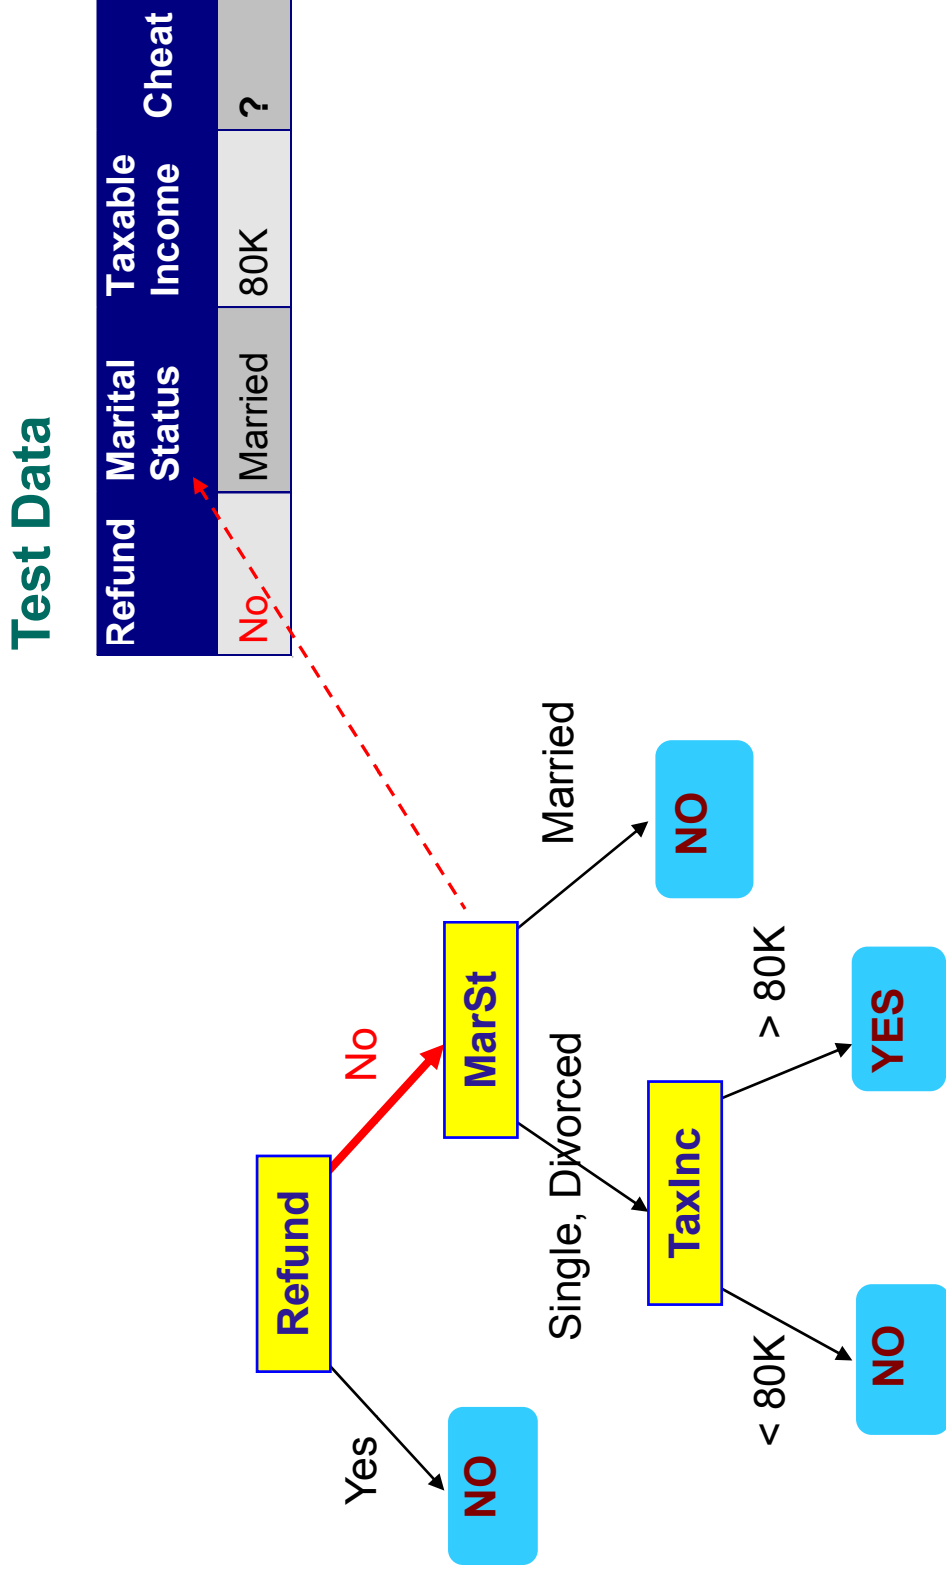 Test Data
Refund Marital Taxable
Status Income Cheat
No Married 80K ?
Refund
Yes No
NO MarSt
Single, Divorced Married
TaxInc NO
< 80K > 80K
NO YES